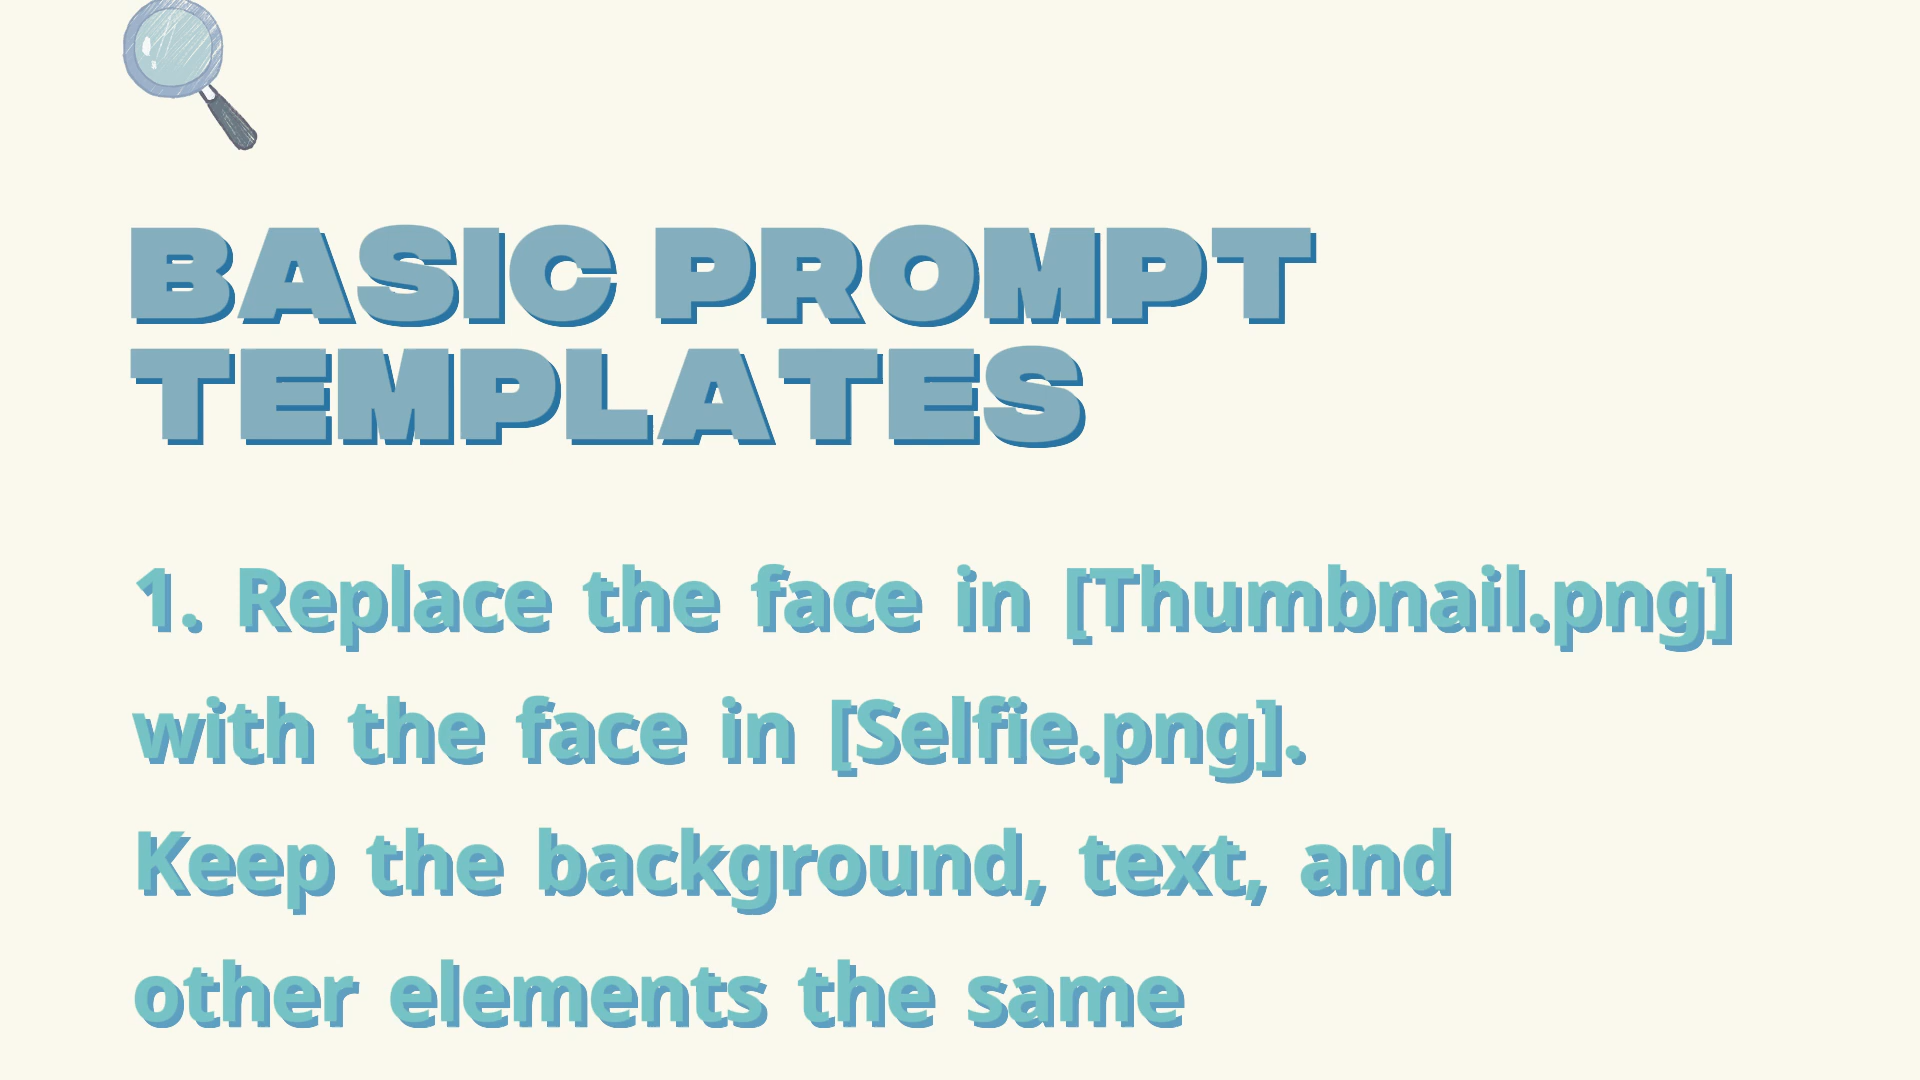 BASIC PROMPT
TEMPLATES
1. Replace the face in [Thumbnail.png]
with the face in [Selfie.png].
Keep the background, text, and
other elements the same